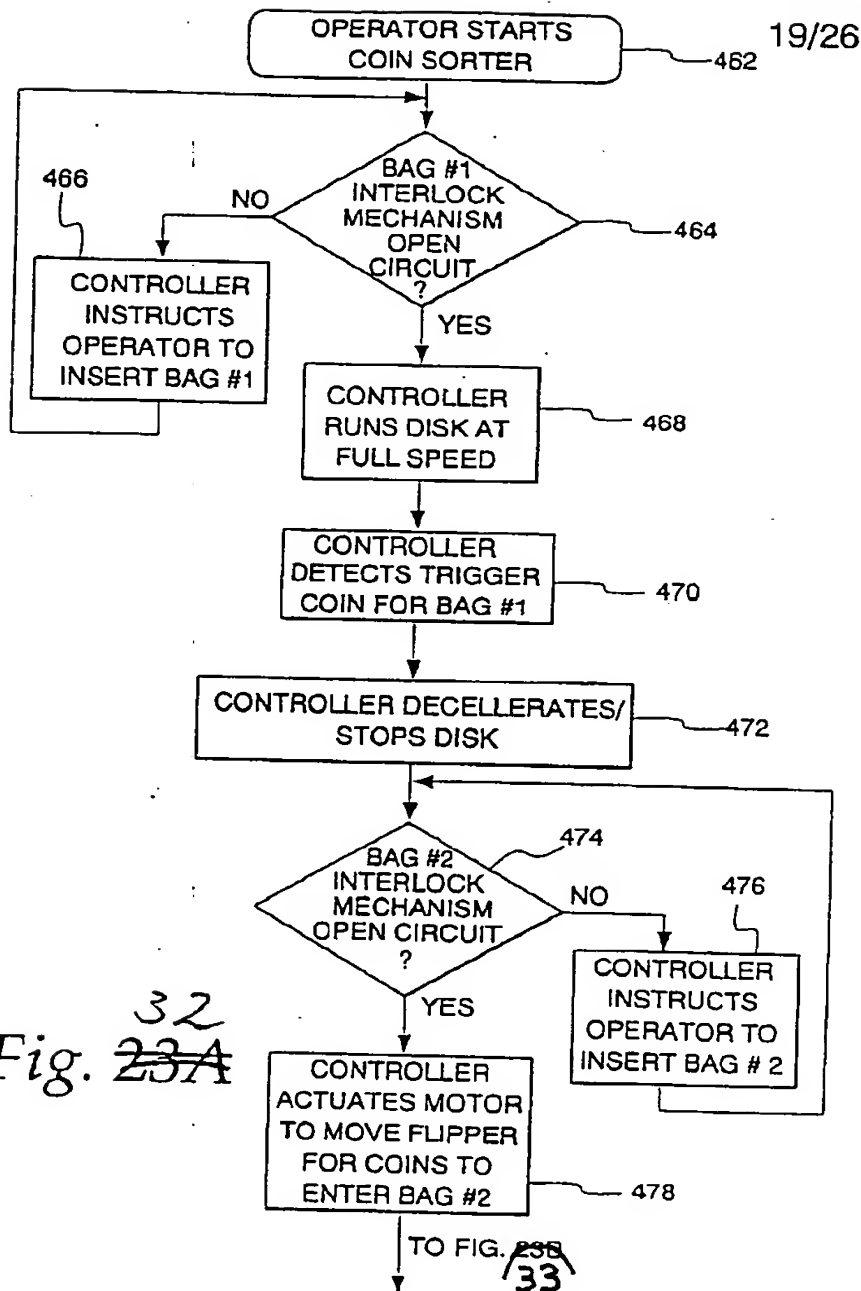 19/26
OPERATOR STARTS
COIN SORTER
462
BAG #1
INTERLOCK
MECHANISM
OPEN
CIRCUIT
?
464
NO
466
CONTROLLER
INSTRUCTS
OPERATOR TO
INSERT BAG #1
YES
CONTROLLER
RUNS DISK AT
FULL SPEED
468
CONTROLLER
DETECTS TRIGGER
COIN FOR BAG #1
470
CONTROLLER DECELLERATES/
STOPS DISK
472
BAG #2
INTERLOCK
MECHANISM
OPEN CIRCUIT
?
474
NO
476
CONTROLLER
INSTRUCTS
OPERATOR TO
INSERT BAG # 2
YES
32
Fig. 23A
CONTROLLER
ACTUATES MOTOR
TO MOVE FLIPPER
FOR COINS TO
ENTER BAG #2
478
TO FIG. 23B
33